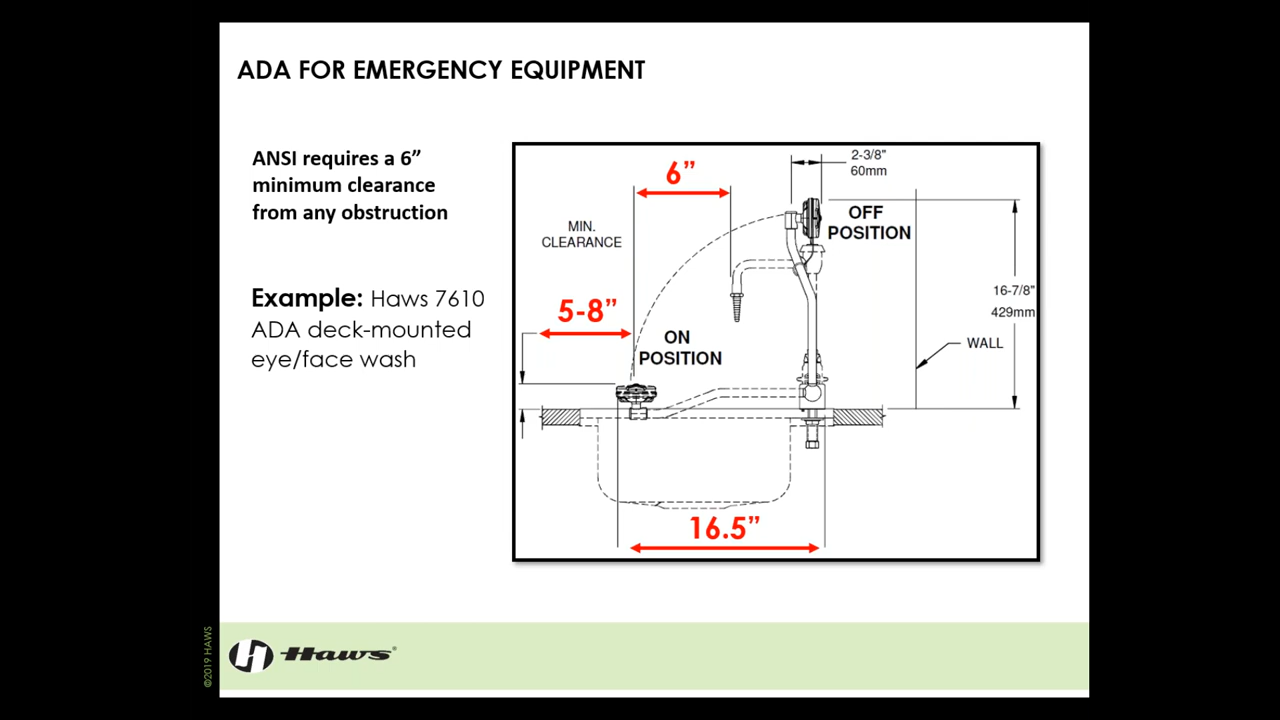 ADA FOR EMERGENCY EQUIPMENT
ANSI requires a 6”
minimum clearance
from any obstruction
Example: Haws 7610
ADA deck-mounted
eye/face wash
6”
2-3/8"
60mm
MIN.
CLEARANCE
OFF
POSITION
5-8”
ON
POSITION
16-7/8"
429mm
WALL
16.5”
©2019 HAWS
H Haws®